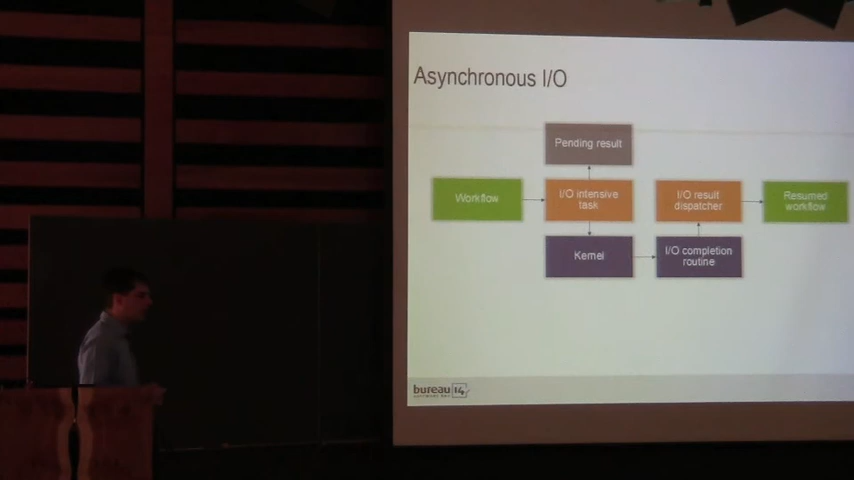 Asynchronous I/O
Pending result
Workflow
I/O intensive
task
I/O result
dispatcher
Resumed
workflow
Kernel
I/O completion
routine
bureau 14